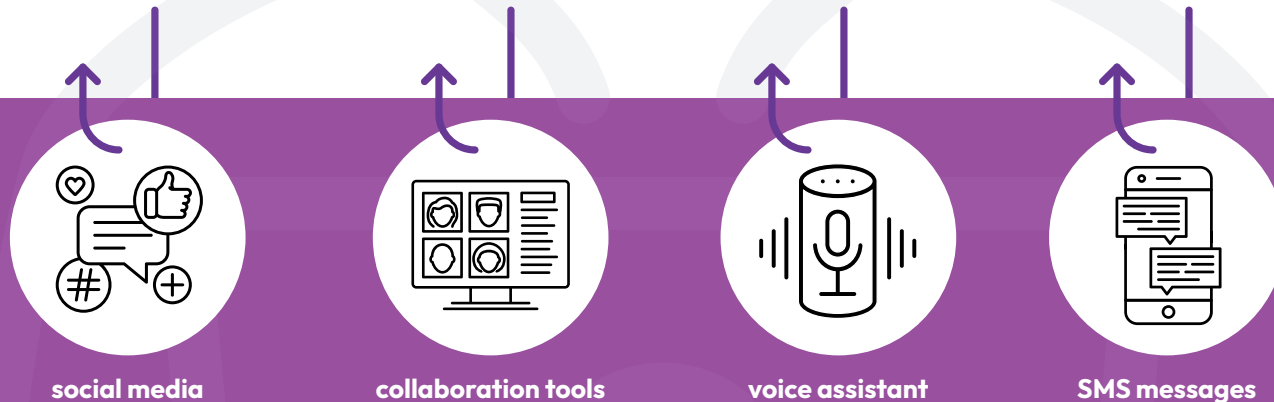 #
social media
collaboration tools
voice assistant
SMS messages